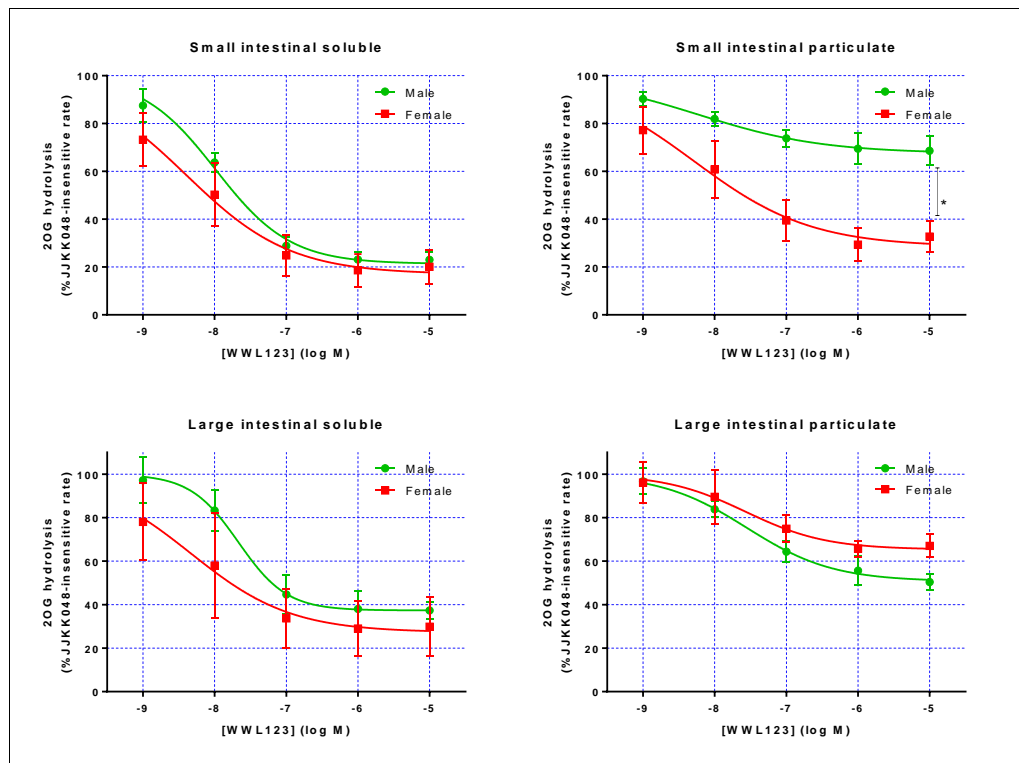 Small intestinal soluble
2OG hydrolysis
(%JJKK048-insensitive rate)
100
80
60
40
20
0
Male
Female
-9 -8 -7 -6 -5
[WWL123] (log M)
Small intestinal particulate
2OG hydrolysis
(%JJKK048-insensitive rate)
100
80
60
40
20
0
Male
Female
*
-9 -8 -7 -6 -5
[WWL123] (log M)
Large intestinal soluble
2OG hydrolysis
(%JJKK048-insensitive rate)
100
80
60
40
20
0
Male
Female
-9 -8 -7 -6 -5
[WWL123] (log M)
Large intestinal particulate
2OG hydrolysis
(%JJKK048-insensitive rate)
100
80
60
40
20
0
Male
Female
-9 -8 -7 -6 -5
[WWL123] (log M)